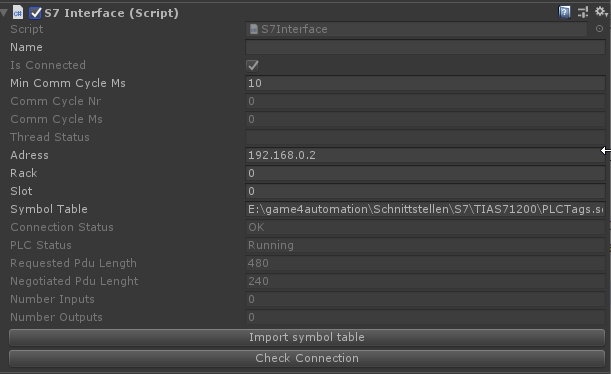 S7 Interface (Script)
Script S7Interface
Name
Is Connected
Min Comm Cycle Ms 10
Comm Cycle Nr 0
Comm Cycle Ms 0
Thread Status
Adress 192.168.0.2
Rack 0
Slot 0
Symbol Table E:\game4automation\Schnittstellen\S7\TIAS71200\PLCTags.s
Connection Status OK
PLC Status Running
Requested Pdu Length 480
Negotiated Pdu Lenght 240
Number Inputs 0
Number Outputs 0
Import symbol table
Check Connection